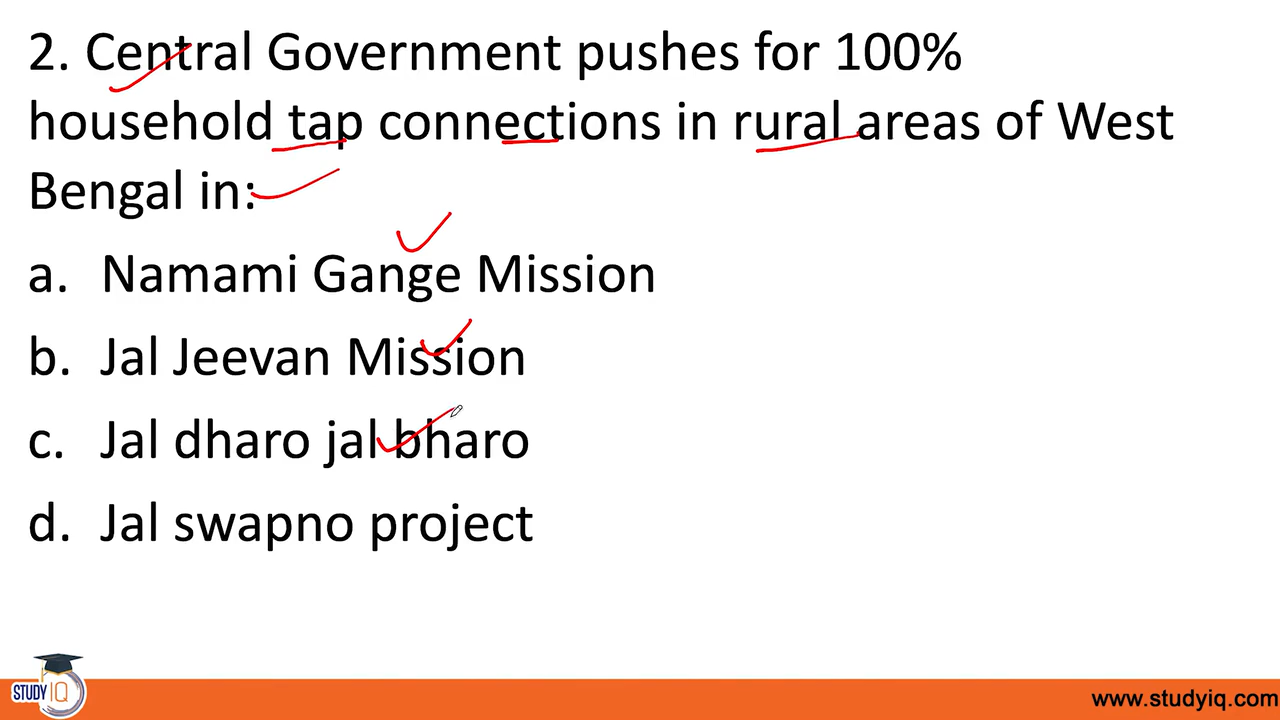 2. Central Government pushes for 100%
household tap connections in rural areas of West
Bengal in:
a. Namami Gange Mission
b. Jal Jeevan Mission
c. Jal dharo jal bharo
d. Jal swapno project
STUDY IQ
www.studyiq.com